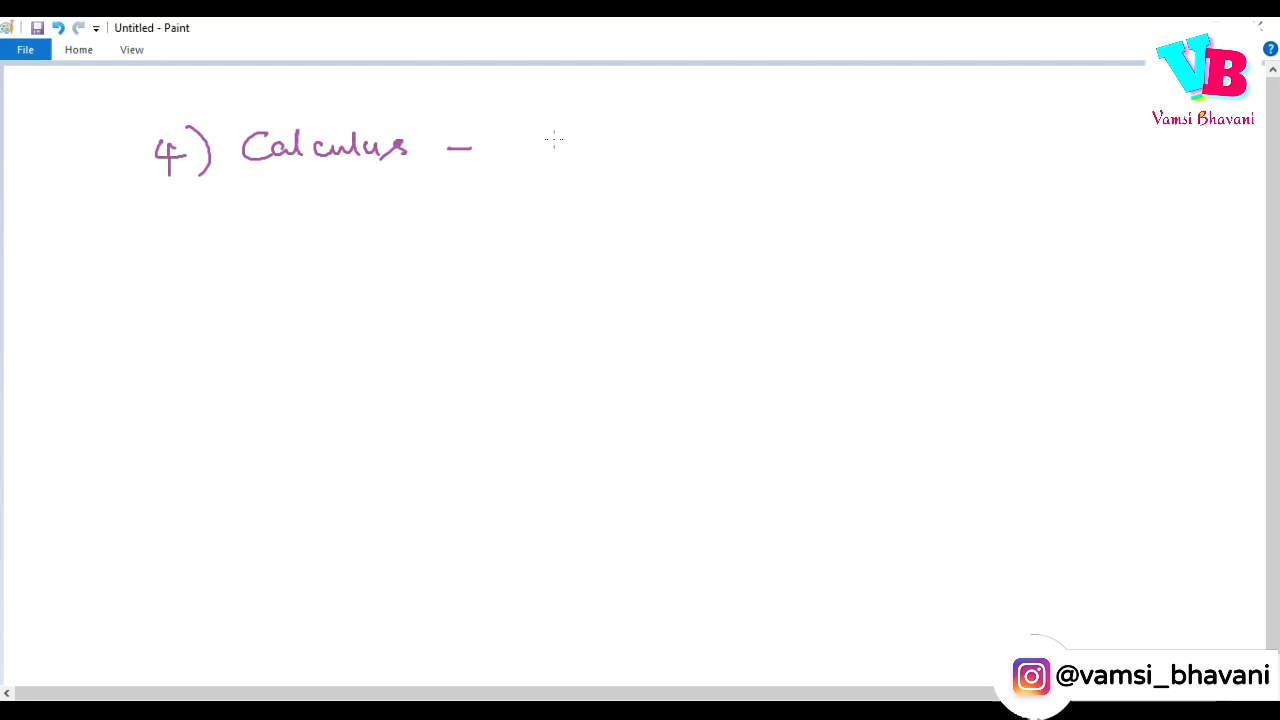 Untitled - Paint
File Home View
?
VB
Vamsi Bhavani
4) Calculus -
@vamsi_bhavani